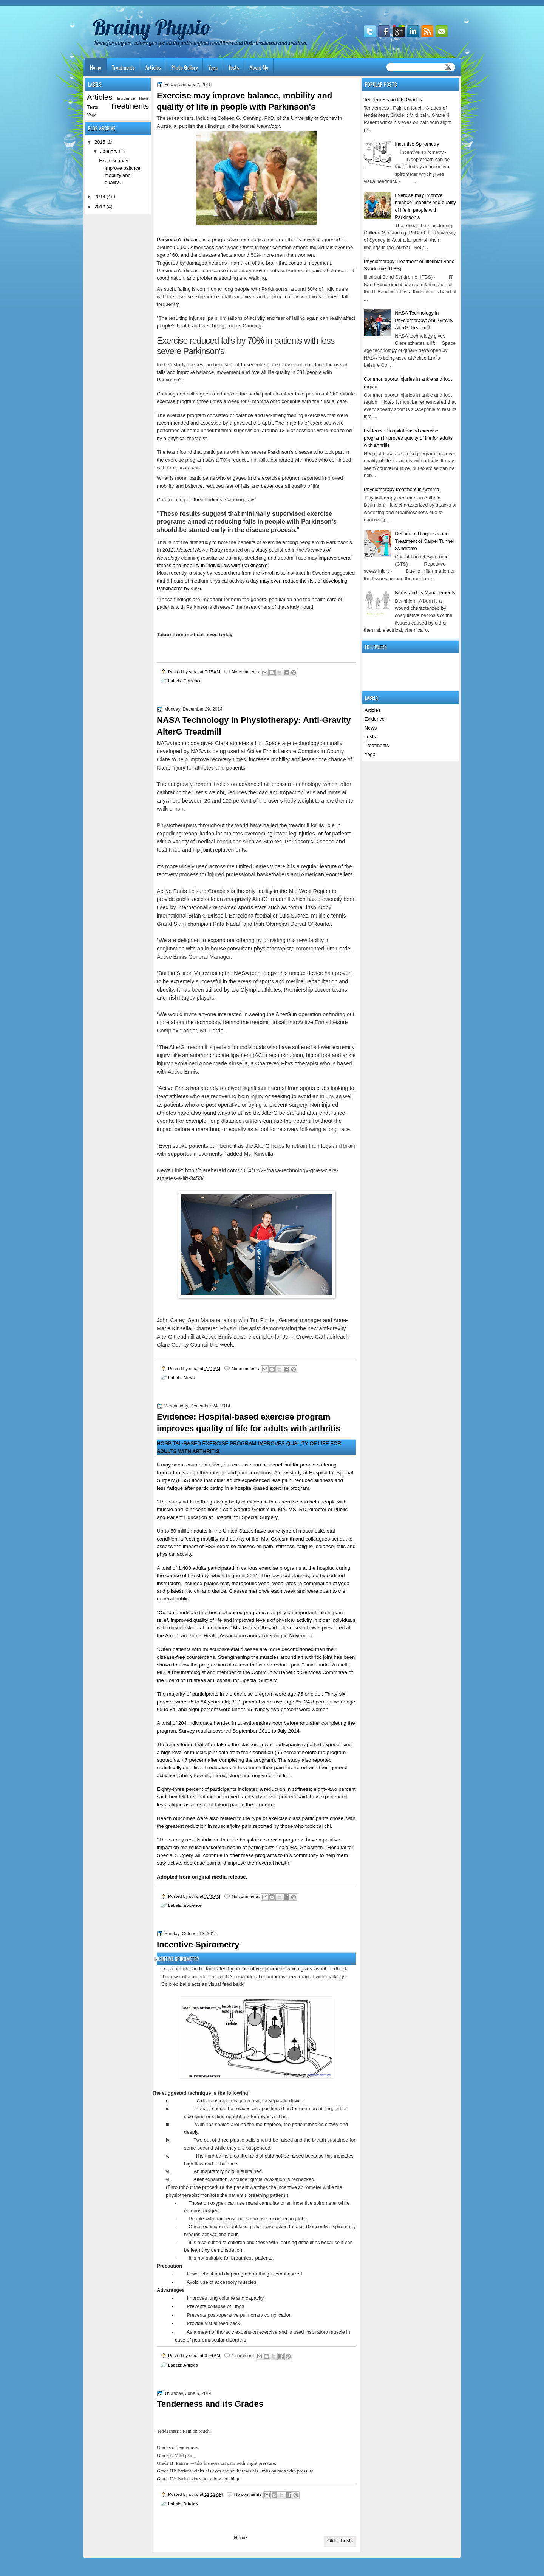 Brainy Physio
Home
Treatments
Articles
Photo Gallery
Yoga
Tests
About Me
LABELS
Articles Evidence News
Tests Treatments
Yoga
BLOG ARCHIVE
▼ 2015 (1)
▼ January (1)
Exercise may
improve balance,
mobility and
quality...
► 2014 (49)
► 2013 (4)
Friday, January 2, 2015
Exercise may improve balance, mobility and
quality of life in people with Parkinson's
The researchers, including Colleen G. Canning, PhD, of the University of Sydney in
Australia, publish their findings in the journal Neurology.
Parkinson's disease is a progressive neurological disorder that is newly diagnosed in
around 50,000 Americans each year. Onset is most common among individuals over the
age of 60, and the disease affects around 50% more men than women.
Triggered by damaged neurons in an area of the brain that controls movement,
Parkinson's disease can cause involuntary movements or tremors, impaired balance and
coordination, and problems standing and walking.
As such, falling is common among people with Parkinson's; around 60% of individuals
with the disease experience a fall each year, and approximately two thirds of these fall
frequently.
"The resulting injuries, pain, limitations of activity and fear of falling again can really affect
people's health and well-being," notes Canning.
Exercise reduced falls by 70% in patients with less
severe Parkinson's
In their study, the researchers set out to see whether exercise could reduce the risk of
falls and improve balance, movement and overall life quality in 231 people with
Parkinson's.
Canning and colleagues randomized the participants to either take part in a 40-60 minute
exercise program three times a week for 6 months or to continue with their usual care.
The exercise program consisted of balance and leg-strengthening exercises that were
recommended and assessed by a physical therapist. The majority of exercises were
performed at home under minimal supervision; around 13% of sessions were monitored
by a physical therapist.
The team found that participants with less severe Parkinson's disease who took part in
the exercise program saw a 70% reduction in falls, compared with those who continued
with their usual care.
What is more, participants who engaged in the exercise program reported improved
mobility and balance, reduced fear of falls and better overall quality of life.
Commenting on their findings, Canning says:
"These results suggest that minimally supervised exercise
programs aimed at reducing falls in people with Parkinson's
should be started early in the disease process."
This is not the first study to note the benefits of exercise among people with Parkinson's.
In 2012, Medical News Today reported on a study published in the Archives of
Neurology claiming resistance training, stretching and treadmill use may improve overall
fitness and mobility in individuals with Parkinson's.
More recently, a study by researchers from the Karolinska Institute in Sweden suggested
that 6 hours of medium physical activity a day may even reduce the risk of developing
Parkinson's by 43%.
"These findings are important for both the general population and the health care of
patients with Parkinson's disease," the researchers of that study noted.
Taken from medical news today
Posted by suraj at 7:15 AM No comments:
Labels: Evidence
Monday, December 29, 2014
NASA Technology in Physiotherapy: Anti-Gravity
AlterG Treadmill
NASA technology gives Clare athletes a lift. Space age technology originally
developed by NASA is being used at Active Ennis Leisure Complex in County
Clare to help improve recovery times, increase mobility and lessen the chance of
future injury for athletes and patients.
The antigravity treadmill relies on advanced air pressure technology, which, after
calibrating the user's weight, reduces the load and impact on legs and joints at
anywhere between 20 and 100 percent of the user's body weight to allow them to
walk or run.
Physiotherapists throughout the world have hailed the treadmill for its role in
expediting rehabilitation for athletes overcoming lower leg injuries, or for patients
with a variety of medical conditions such as Strokes, Parkinson's Disease and
total knee and hip joint replacements.
It's more widely used across the United States where it is a regular feature of the
recovery process for injured professional basketballers and American Footballers.
Active Ennis Leisure Complex is the only facility in the Mid West Region to
provide public access to an anti-gravity AlterG treadmill which has previously been
used by internationally renowned sports stars such as former Irish rugby
international Brian O'Driscoll, Barcelona footballer Luis Suarez, multiple tennis
Grand Slam champion Rafa Nadal and Irish Olympian Derval O'Rourke.
"We are delighted to expand our offering by providing this new facility in
conjunction with an in-house consultant physiotherapist," commented Tim Forde,
Active Ennis General Manager.
"Built in Silicon Valley using the NASA technology, this unique device has proven
to be extremely successful in the areas of sports and medical rehabilitation and
obesity. It has been utilised by top Olympic athletes, Premiership soccer teams
and Irish Rugby players.
"We would invite anyone interested in seeing the AlterG in operation or finding out
more about the technology behind the treadmill to call into Active Ennis Leisure
Complex," added Mr. Forde.
"The AlterG treadmill is perfect for individuals who have suffered a lower extremity
injury, like an anterior cruciate ligament (ACL) reconstruction, hip or foot and ankle
injury," explained Anne Marie Kinsella, a Chartered Physiotherapist who is based
with Active Ennis.
"Active Ennis has already received significant interest from sports clubs looking to
treat athletes who are recovering from injury or seeking to avoid an injury, as well
as patients who are post-operative or trying to prevent surgery. Non-injured
athletes have also found ways to utilise the AlterG before and after endurance
events. For example, long distance runners can use the treadmill without the
impact before a marathon, or equally as a tool for recovery following a long race.
"Even stroke patients can benefit as the AlterG helps to retrain their legs and brain
with supported movements," added Ms. Kinsella.
News Link: http://clareherald.com/2014/12/29/nasa-technology-gives-clare-
athletes-a-lift-3453/
John Carey, Gym Manager along with Tim Forde , General manager and Anne-
Marie Kinsella, Chartered Physio Therapist demonstrating the new anti-gravity
AlterG treadmill at Active Ennis Leisure complex for John Crowe, Cathaoirleach
Clare County Council this week.
Posted by suraj at 7:41 AM No comments:
Labels: News
Wednesday, December 24, 2014
Evidence: Hospital-based exercise program
improves quality of life for adults with arthritis
HOSPITAL-BASED EXERCISE PROGRAM IMPROVES QUALITY OF LIFE FOR
ADULTS WITH ARTHRITIS
It may seem counterintuitive, but exercise can be beneficial for people suffering
from arthritis and other muscle and joint conditions. A new study at Hospital for Special
Surgery (HSS) finds that older adults experienced less pain, reduced stiffness and
less fatigue after participating in a hospital-based exercise program.
"The study adds to the growing body of evidence that exercise can help people with
muscle and joint conditions," said Sandra Goldsmith, MA, MS, RD, director of Public
and Patient Education at Hospital for Special Surgery.
Up to 50 million adults in the United States have some type of musculoskeletal
condition, affecting mobility and quality of life. Ms. Goldsmith and colleagues set out to
assess the impact of HSS exercise classes on pain, stiffness, fatigue, balance, falls and
physical activity.
A total of 1,400 adults participated in various exercise programs at the hospital during
the course of the study, which began in 2011. The low-cost classes, led by certified
instructors, included pilates mat, therapeutic yoga, yoga-lates (a combination of yoga
and pilates), t'ai chi and dance. Classes met once each week and were open to the
general public.
"Our data indicate that hospital-based programs can play an important role in pain
relief, improved quality of life and improved levels of physical activity in older individuals
with musculoskeletal conditions," Ms. Goldsmith said. The research was presented at
the American Public Health Association annual meeting in November.
"Often patients with musculoskeletal disease are more deconditioned than their
disease-free counterparts. Strengthening the muscles around an arthritic joint has been
shown to slow the progression of osteoarthritis and reduce pain," said Linda Russell,
MD, a rheumatologist and member of the Community Benefit & Services Committee of
the Board of Trustees at Hospital for Special Surgery.
The majority of participants in the exercise program were age 75 or older. Thirty-six
percent were 75 to 84 years old; 31.2 percent were over age 85; 24.8 percent were age
65 to 84; and eight percent were under 65. Ninety-two percent were women.
A total of 204 individuals handed in questionnaires both before and after completing the
program. Survey results covered September 2011 to July 2014.
The study found that after taking the classes, fewer participants reported experiencing
a high level of muscle/joint pain from their condition (56 percent before the program
started vs. 47 percent after completing the program). The study also reported
statistically significant reductions in how much their pain interfered with their general
activities, ability to walk, mood, sleep and enjoyment of life.
Eighty-three percent of participants indicated a reduction in stiffness; eighty-two percent
said they felt their balance improved; and sixty-seven percent said they experienced
less fatigue as a result of taking part in the program.
Health outcomes were also related to the type of exercise class participants chose, with
the greatest reduction in muscle/joint pain reported by those who took t'ai chi.
"The survey results indicate that the hospital's exercise programs have a positive
impact on the musculoskeletal health of participants," said Ms. Goldsmith. "Hospital for
Special Surgery will continue to offer these programs to this community to help them
stay active, decrease pain and improve their overall health."
Adopted from original media release.
Posted by suraj at 7:40 AM No comments:
Labels: Evidence
Sunday, October 12, 2014
Incentive Spirometry
INCENTIVE SPIROMETRY
Deep breath can be facilitated by an incentive spirometer which gives visual feedback
It consist of a mouth piece with 3-5 cylindrical chamber is been graded with markings
Colored balls acts as visual feed back
The suggested technique is the following:
i. A demonstration is given using a separate device.
ii. Patient should be relaxed and positioned as for deep breathing, either
side-lying or sitting upright, preferably in a chair.
iii. With lips sealed around the mouthpiece, the patient inhales slowly and
deeply.
iv. Two out of three plastic balls should be raised and the breath sustained for
some second while they are suspended.
v. The third ball is a control and should not be raised because this indicates
high flow and turbulence.
vi. An inspiratory hold is sustained.
vii. After exhalation, shoulder girdle relaxation is rechecked.
(Throughout the procedure the patient watches the incentive spirometer while the
physiotherapist monitors the patient's breathing pattern.)
· Those on oxygen can use nasal cannulae or an incentive spirometer while
entrains oxygen.
· People with tracheostomies can use a connecting tube.
· Once technique is faultless, patient are asked to take 10 incentive spirometry
breaths per walking hour.
· It is also suited to children and those with learning difficulties because it can
be learnt by demonstration.
· It is not suitable for breathless patients.
Precaution
· Lower chest and diaphragm breathing is emphasized
· Avoid use of accessory muscles.
Advantages
· Improves long volume and capacity
· Prevents collapse of lungs
· Prevents post-operative pulmonary complication
· Provide visual feed back
· As a mean of thoracic expansion exercise and is used inspiratory muscle in
case of neuromuscular disorders
Posted by suraj at 3:04 AM 1 comment:
Labels: Articles
Thursday, June 5, 2014
Tenderness and its Grades
Tenderness : Pain on touch.
Grades of tenderness.
Grade I: Mild pain.
Grade II: Patient winks his eyes on pain with slight pressure.
Grade III: Patient winks his eyes and withdraws his limbs on pain with pressure.
Grade IV: Patient does not allow touching.
Posted by suraj at 11:11 AM No comments:
Labels: Articles
Home
Older Posts
POPULAR POSTS
Tenderness and its Grades
Tenderness : Pain on touch. Grades of
tenderness. Grade I: Mild pain. Grade II:
Patient winks his eyes on pain with slight
pr...
Incentive Spirometry
Incentive spirometry ·
Deep breath can be
facilitated by an incentive
spirometer which gives
visual feedback · ...
Exercise may improve
balance, mobility and quality
of life in people with
Parkinson's
The researchers, including
Colleen G. Canning, PhD, of the University
of Sydney in Australia, publish their
findings in the journal Neur...
Physiotherapy Treatment of Illiotibial Band
Syndrome (ITBS)
Illiotibial Band Syndrome (ITBS) · IT
Band Syndrome is due to inflammation of
the IT Band which is a thick fibrous band of
...
NASA Technology in
Physiotherapy: Anti-Gravity
AlterG Treadmill
NASA technology gives
Clare athletes a lift. Space
age technology originally developed by
NASA is being used at Active Ennis
Leisure Co...
Common sports injuries in ankle and foot
region
Common sports injuries in ankle and foot
region Note:- It must be remembered that
every speedy sport is susceptible to results
into ...
Evidence: Hospital-based exercise
program improves quality of life for adults
with arthritis
Hospital-based exercise program improves
quality of life for adults with arthritis It may
seem counterintuitive, but exercise can be
ben...
Physiotherapy treatment in Asthma
Physiotherapy treatment in Asthma
Definition: - It is characterized by attacks of
wheezing and breathlessness due to
narrowing ...
Definition, Diagnosis and
Treatment of Carpet Tunnel
Syndrome
Carpal Tunnel Syndrome
(CTS) · Repetitive
stress injury · Due to inflammation of
the tissues around the median...
Burns and its Managements
Definition A burn is a
wound characterized by
coagulative necrosis of the
tissues caused either by
thermal, electrical, chemical o...
FOLLOWERS
LABELS
Articles
Evidence
News
Tests
Treatments
Yoga